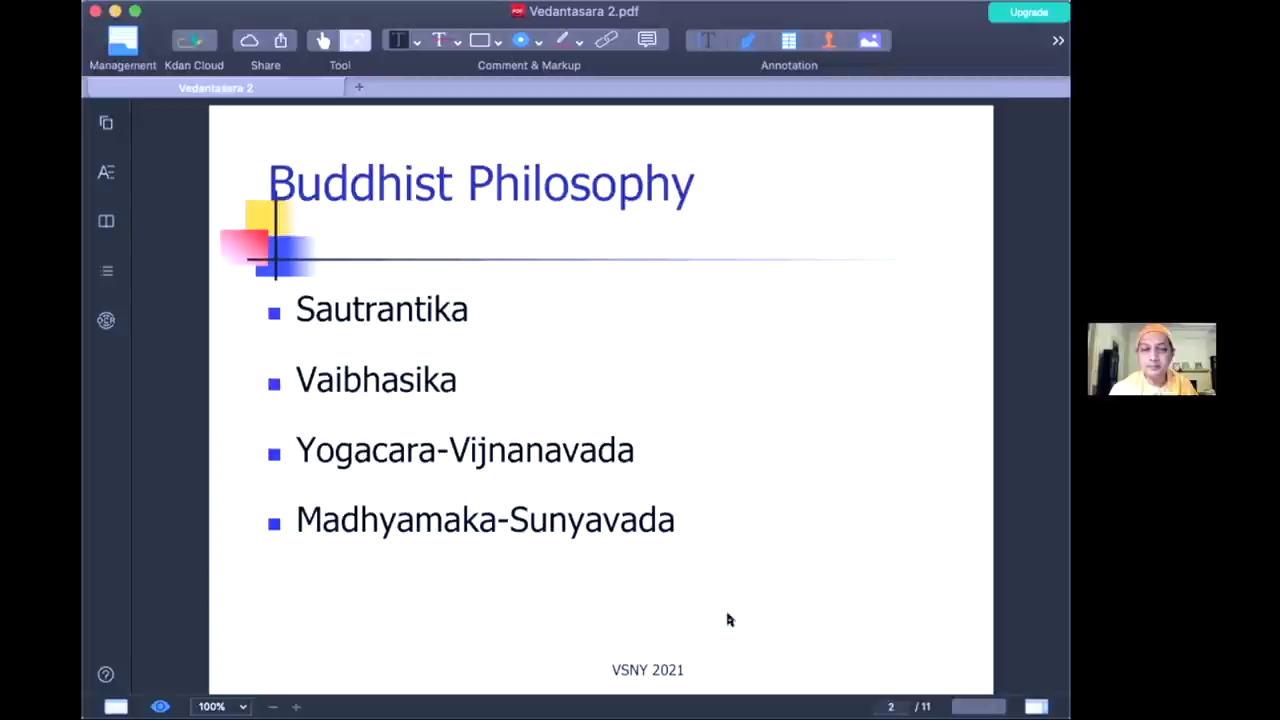 Vedantasara 2.pdf
Upgrade
Management
Kdan Cloud
Share
Tool
Comment & Markup
Annotation
Vedantasara 2
Buddhist Philosophy
Sautrantika
Vaibhasika
Yogacara-Vijnanavada
Madhyamaka-Sunyavada
VSNY 2021
100%
2 / 11